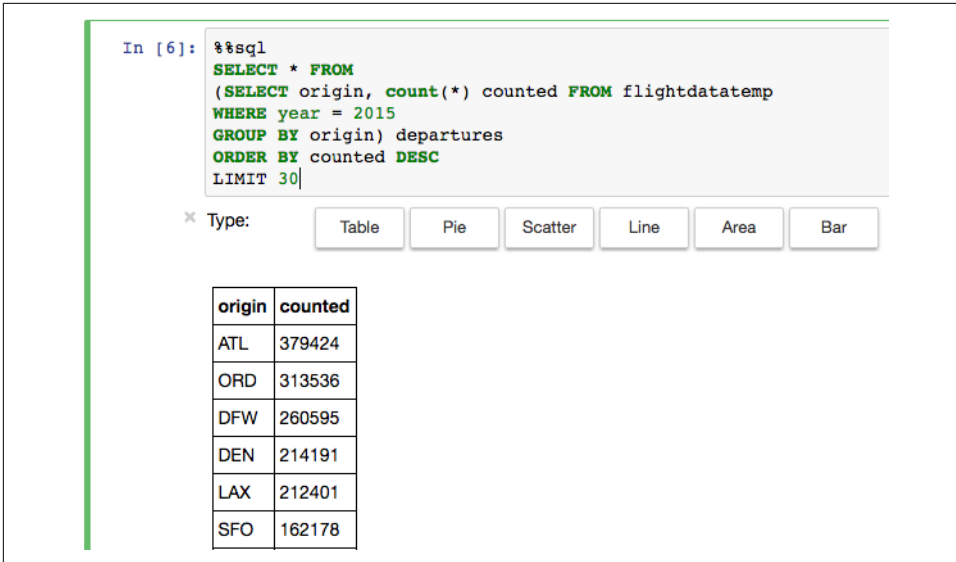 In [6]: %%sql
SELECT * FROM
(SELECT origin, count(*) counted FROM flightdatatemp
WHERE year = 2015
GROUP BY origin) departures
ORDER BY counted DESC
LIMIT 30
× Type: Table Pie Scatter Line Area Bar
origin counted
ATL 379424
ORD 313536
DFW 260595
DEN 214191
LAX 212401
SFO 162178